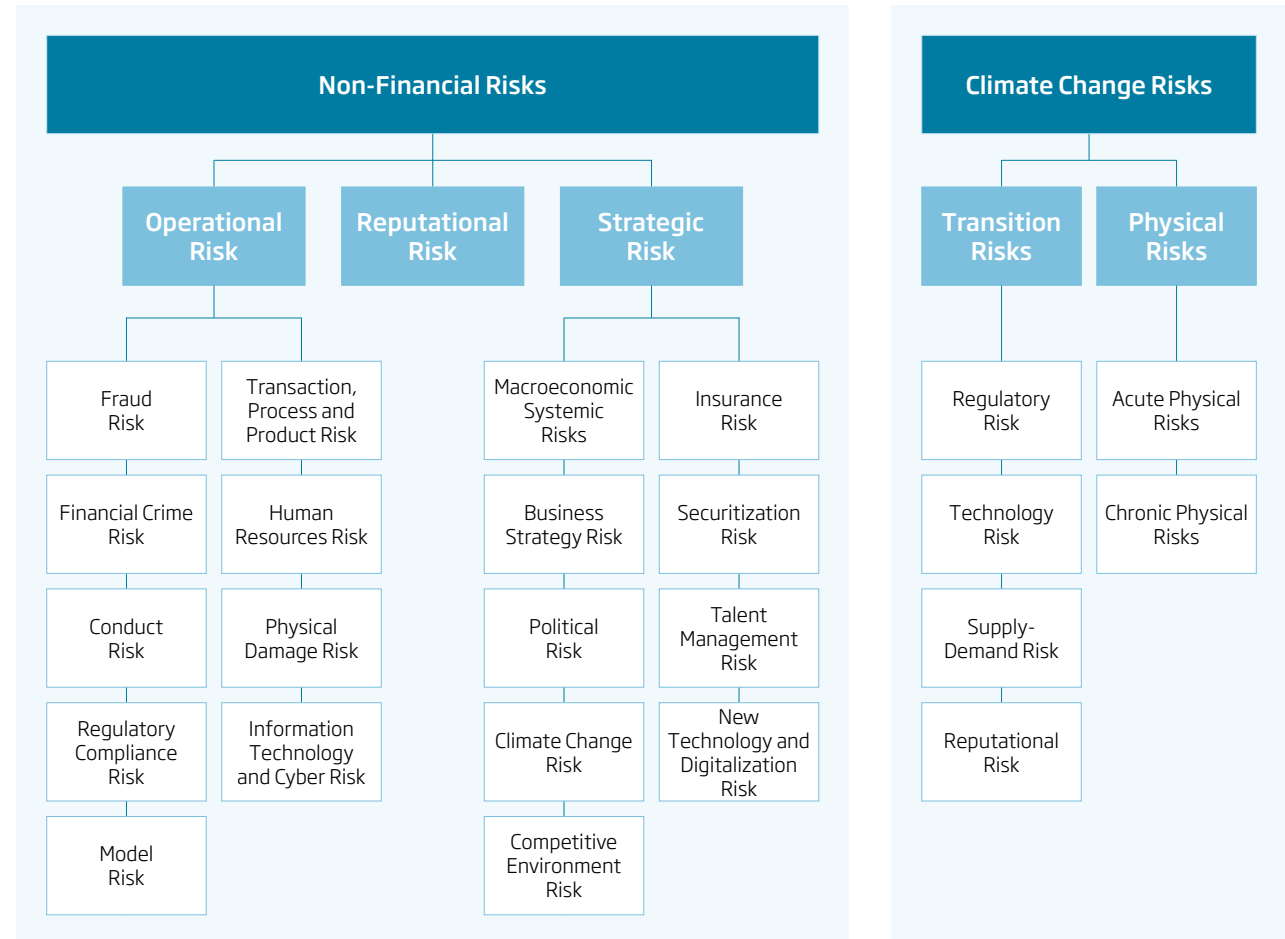 Non-Financial Risks
Operational
Risk
Reputational
Risk
Strategic
Risk
Fraud
Risk
Financial Crime
Risk
Conduct
Risk
Regulatory
Compliance
Risk
Model
Risk
Transaction,
Process and
Product Risk
Human
Resources Risk
Physical
Damage Risk
Information
Technology
and Cyber Risk
Macroeconomic
Systemic
Risks
Business
Strategy Risk
Political
Risk
Climate Change
Risk
Competitive
Environment
Risk
Insurance
Risk
Securitization
Risk
Talent
Management
Risk
New
Technology and
Digitalization
Risk
Climate Change Risks
Transition
Risks
Physical
Risks
Regulatory
Risk
Technology
Risk
Supply-
Demand Risk
Reputational
Risk
Acute Physical
Risks
Chronic Physical
Risks